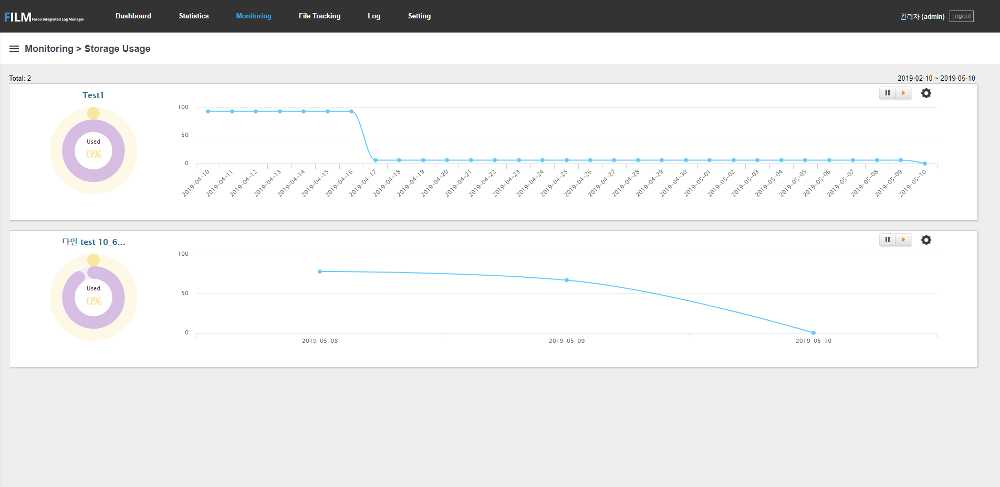 FILM Fasoo Integrated Log Manager Dashboard Statistics Monitoring File Tracking Log Setting 관리자 (admin) Logout
Monitoring > Storage Usage
Total: 2 2019-02-10 ~ 2019-05-10
Test1
Used
0%
100
50
0
2019-04-10 2019-04-11 2019-04-12 2019-04-13 2019-04-14 2019-04-15 2019-04-16 2019-04-17 2019-04-18 2019-04-19 2019-04-20 2019-04-21 2019-04-22 2019-04-23 2019-04-24 2019-04-25 2019-04-26 2019-04-27 2019-04-28 2019-04-29 2019-04-30 2019-05-01 2019-05-02 2019-05-03 2019-05-04 2019-05-05 2019-05-06 2019-05-07 2019-05-08 2019-05-09 2019-05-10
다인 test 10_6...
Used
0%
100
50
0
2019-05-08 2019-05-09 2019-05-10